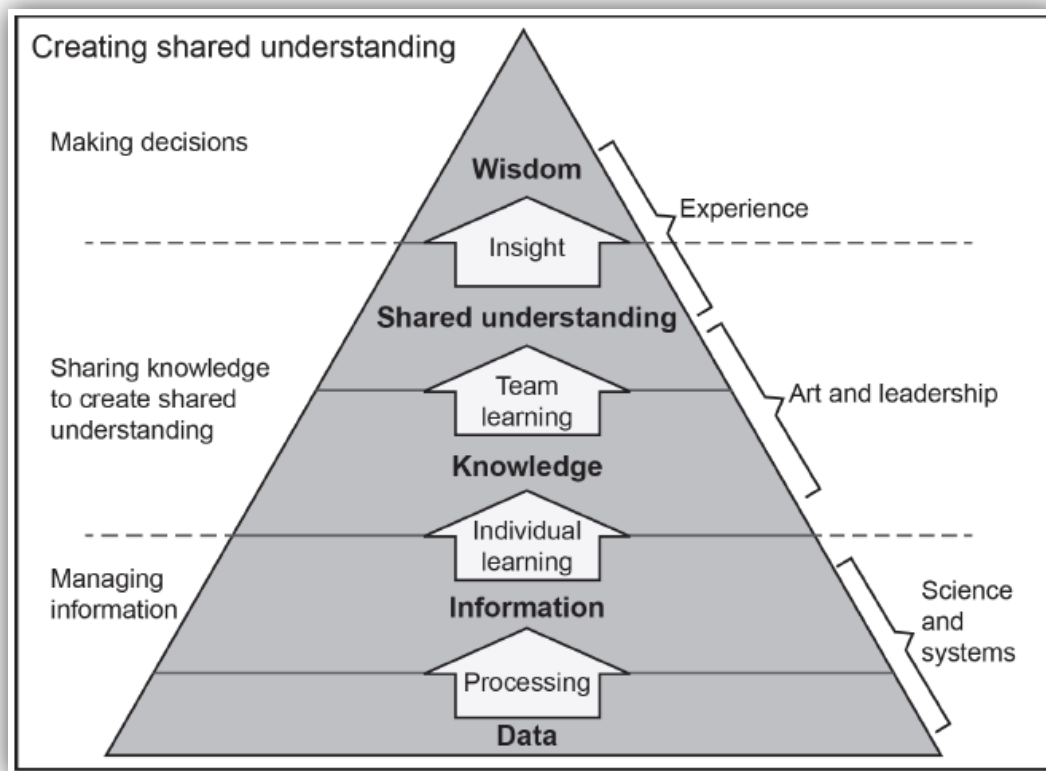 Creating shared understanding
Making decisions
Wisdom
Experience
Insight
Shared understanding
Sharing knowledge
to create shared
understanding
Team
learning
Art and leadership
Knowledge
Individual
learning
Managing
information
Information
Science
and
systems
Processing
Data